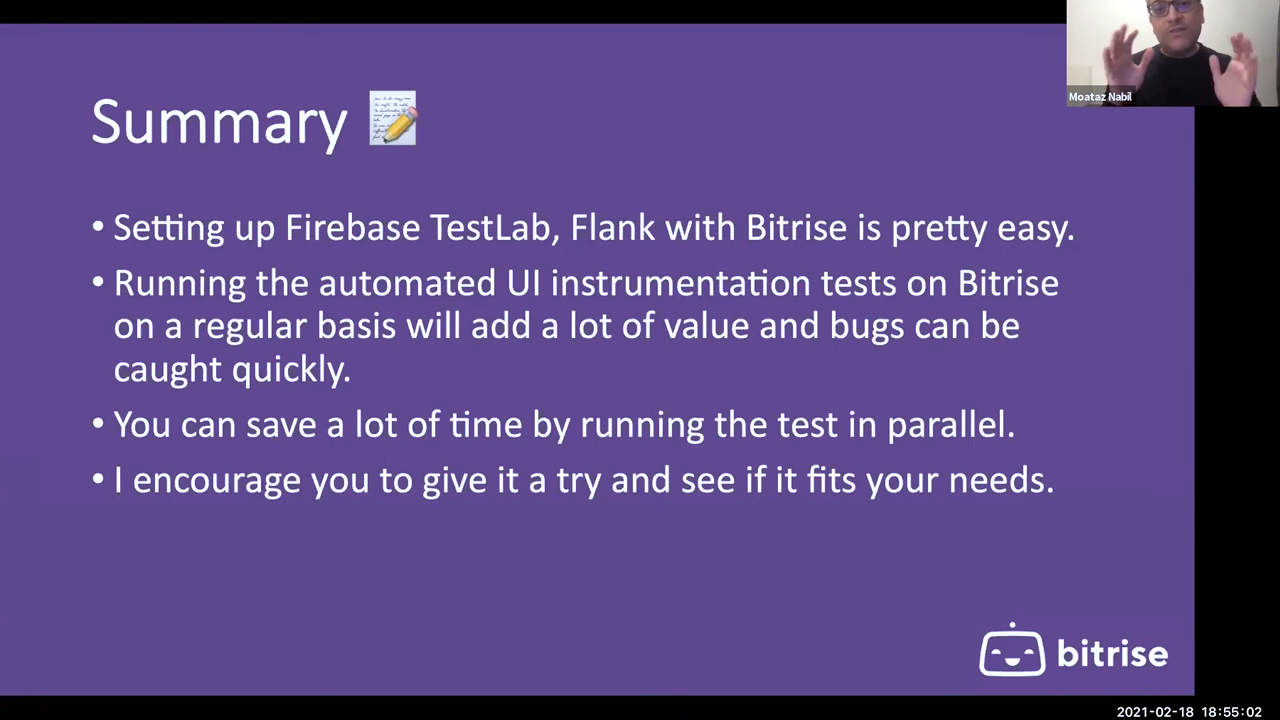 Moataz Nabil
Summary
• Setting up Firebase TestLab, Flank with Bitrise is pretty easy.
• Running the automated UI instrumentation tests on Bitrise
on a regular basis will add a lot of value and bugs can be
caught quickly.
• You can save a lot of time by running the test in parallel.
• I encourage you to give it a try and see if it fits your needs.
bitrise
2021-02-18 18:55:02